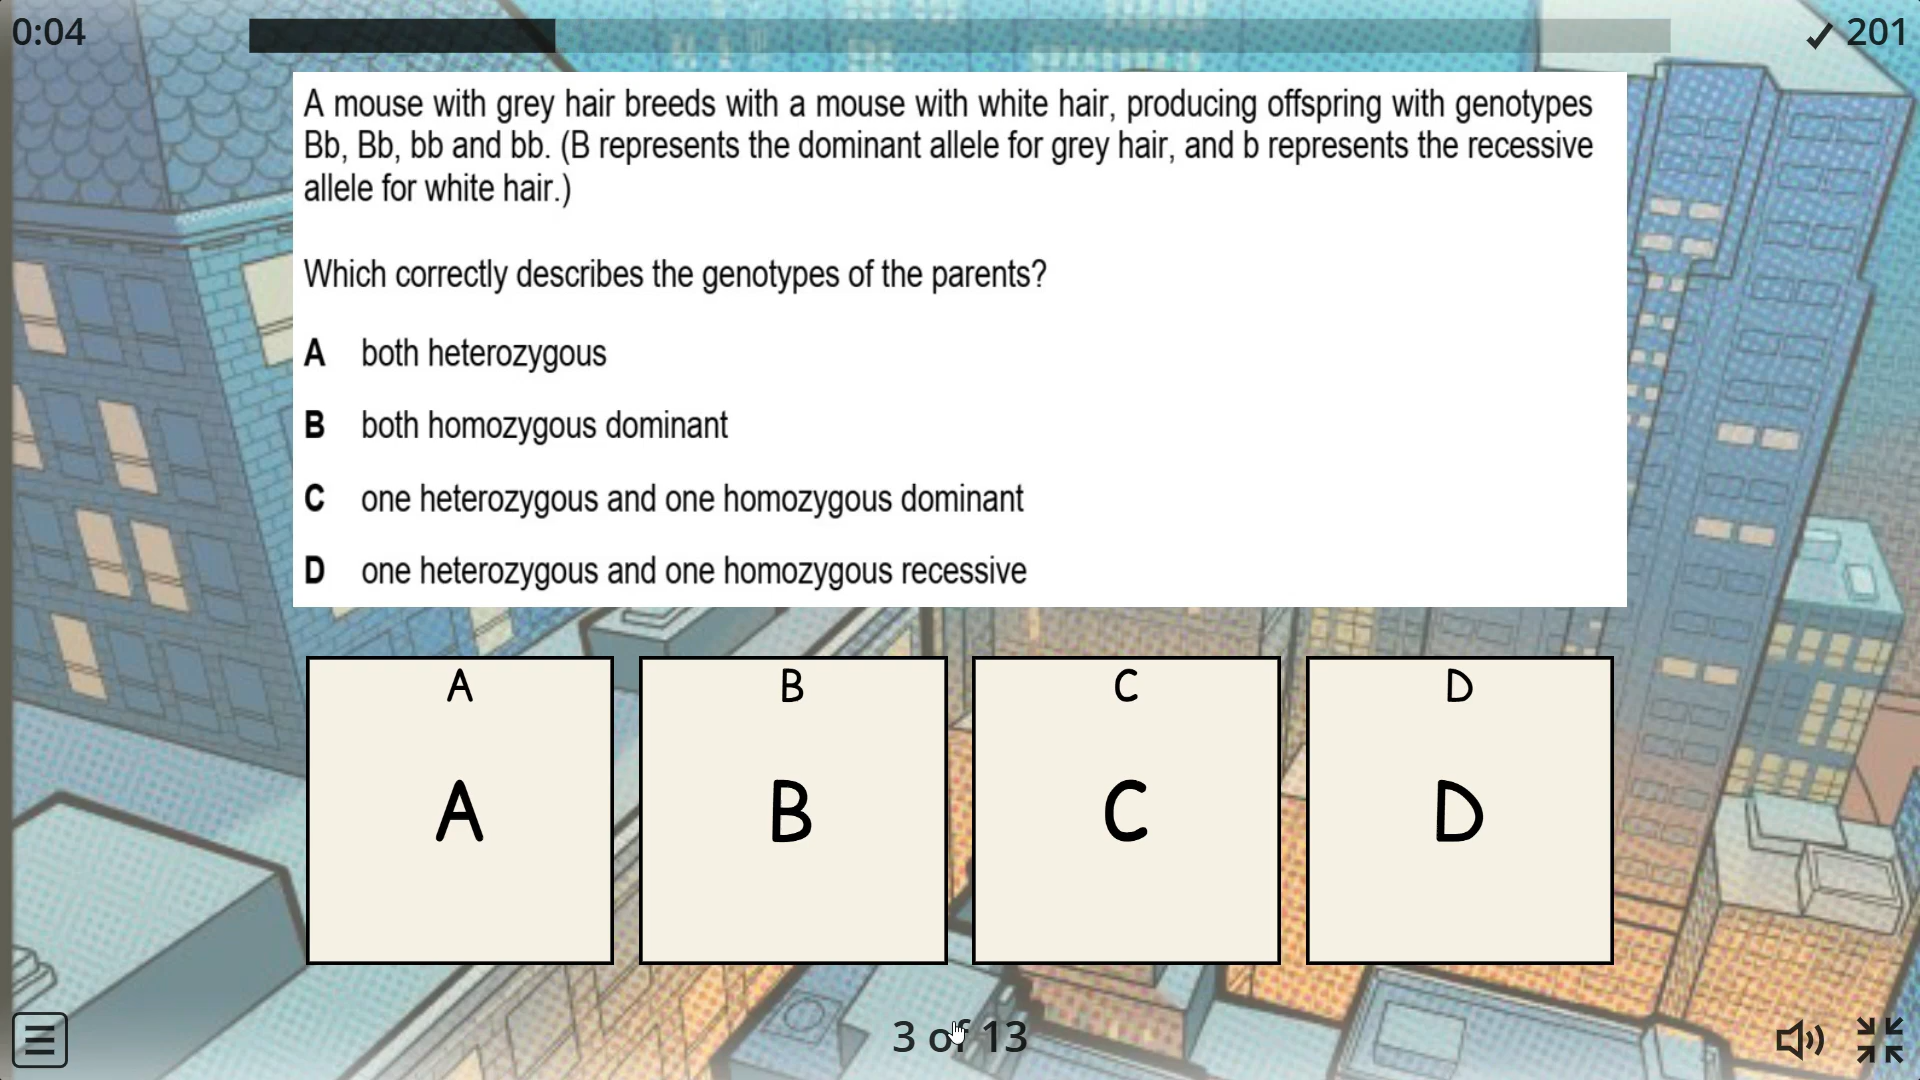 0:04
✓ 201
A mouse with grey hair breeds with a mouse with white hair, producing offspring with genotypes
Bb, Bb, bb and bb. (B represents the dominant allele for grey hair, and b represents the recessive
allele for white hair.)
Which correctly describes the genotypes of the parents?
A both heterozygous
B both homozygous dominant
C one heterozygous and one homozygous dominant
D one heterozygous and one homozygous recessive
A B C D
A B C D
3 of 13